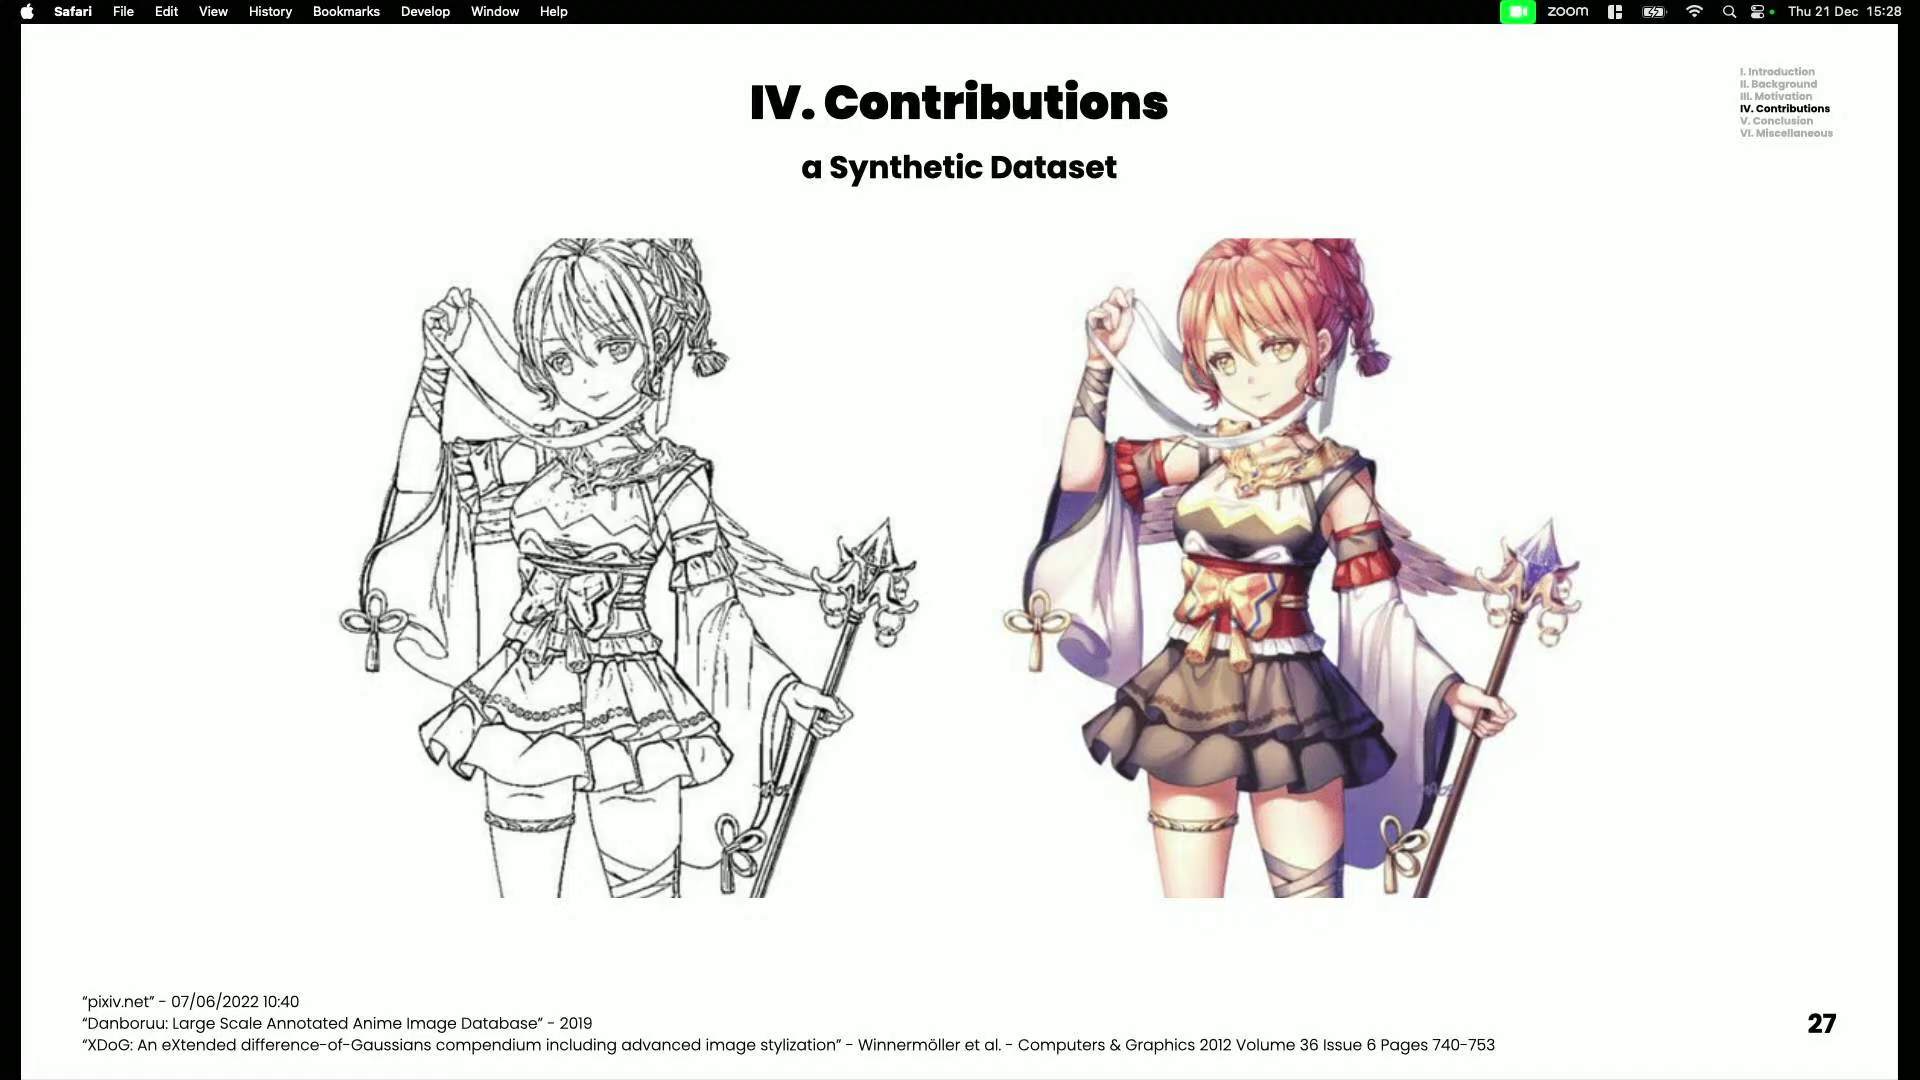 Safari File Edit View History Bookmarks Develop Window Help zoom Thu 21 Dec 15:28
IV. Contributions
a Synthetic Dataset
I. Introduction
II. Background
III. Motivation
IV. Contributions
V. Conclusion
VI. Miscellaneous
“pixiv.net” - 07/06/2022 10:40
“Danboruu: Large Scale Annotated Anime Image Database” - 2019
“XDoG: An eXtended difference-of-Gaussians compendium including advanced image stylization” - Winnermöller et al. - Computers & Graphics 2012 Volume 36 Issue 6 Pages 740-753
27